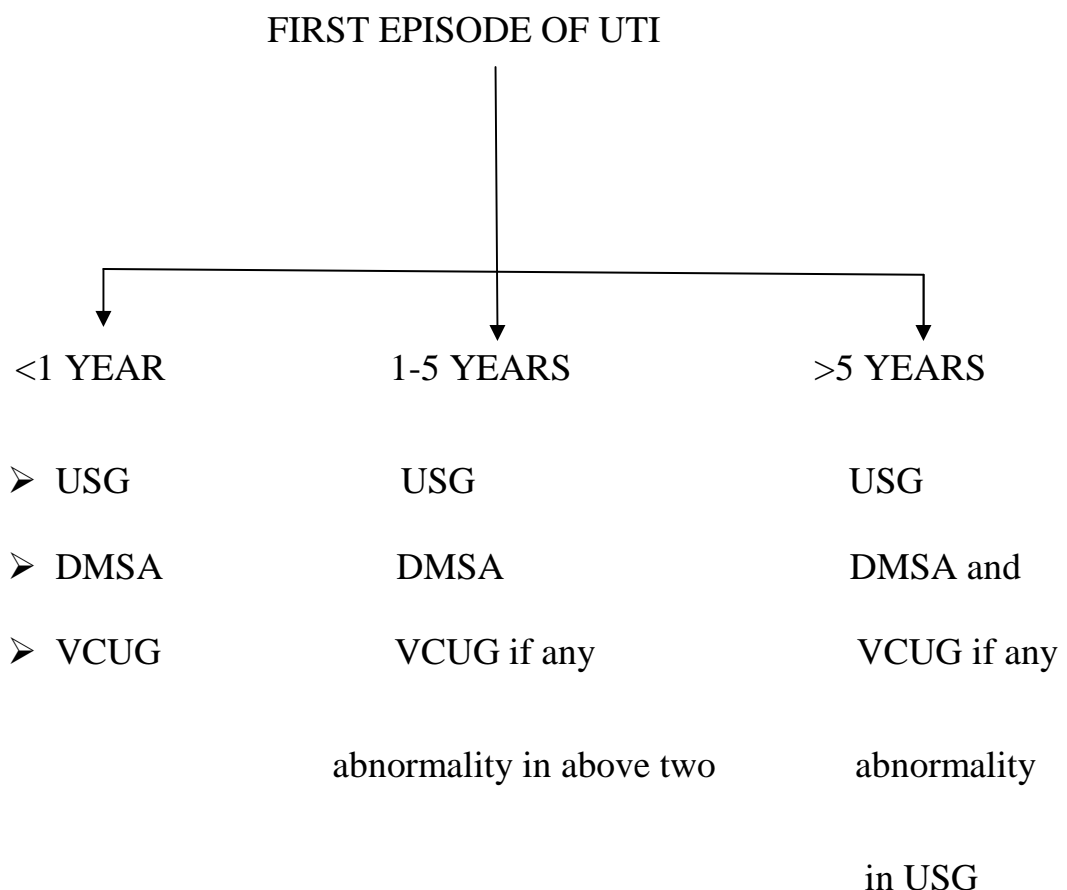 FIRST EPISODE OF UTI
<1 YEAR 1-5 YEARS >5 YEARS
➢ USG USG USG
➢ DMSA DMSA DMSA and
➢ VCUG VCUG if any VCUG if any
abnormality in above two abnormality
in USG